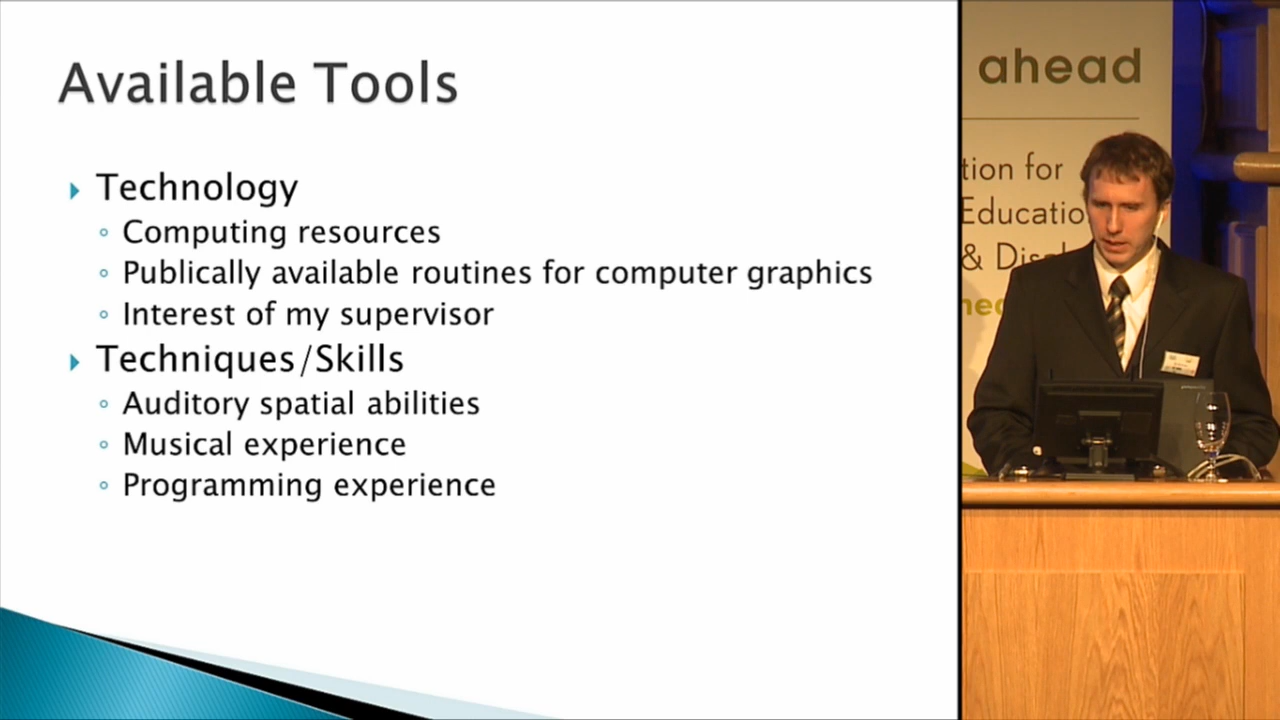 Available Tools
Technology
Computing resources
Publically available routines for computer graphics
Interest of my supervisor
Techniques/Skills
Auditory spatial abilities
Musical experience
Programming experience
ahead
tion for
Educatio
& Dis